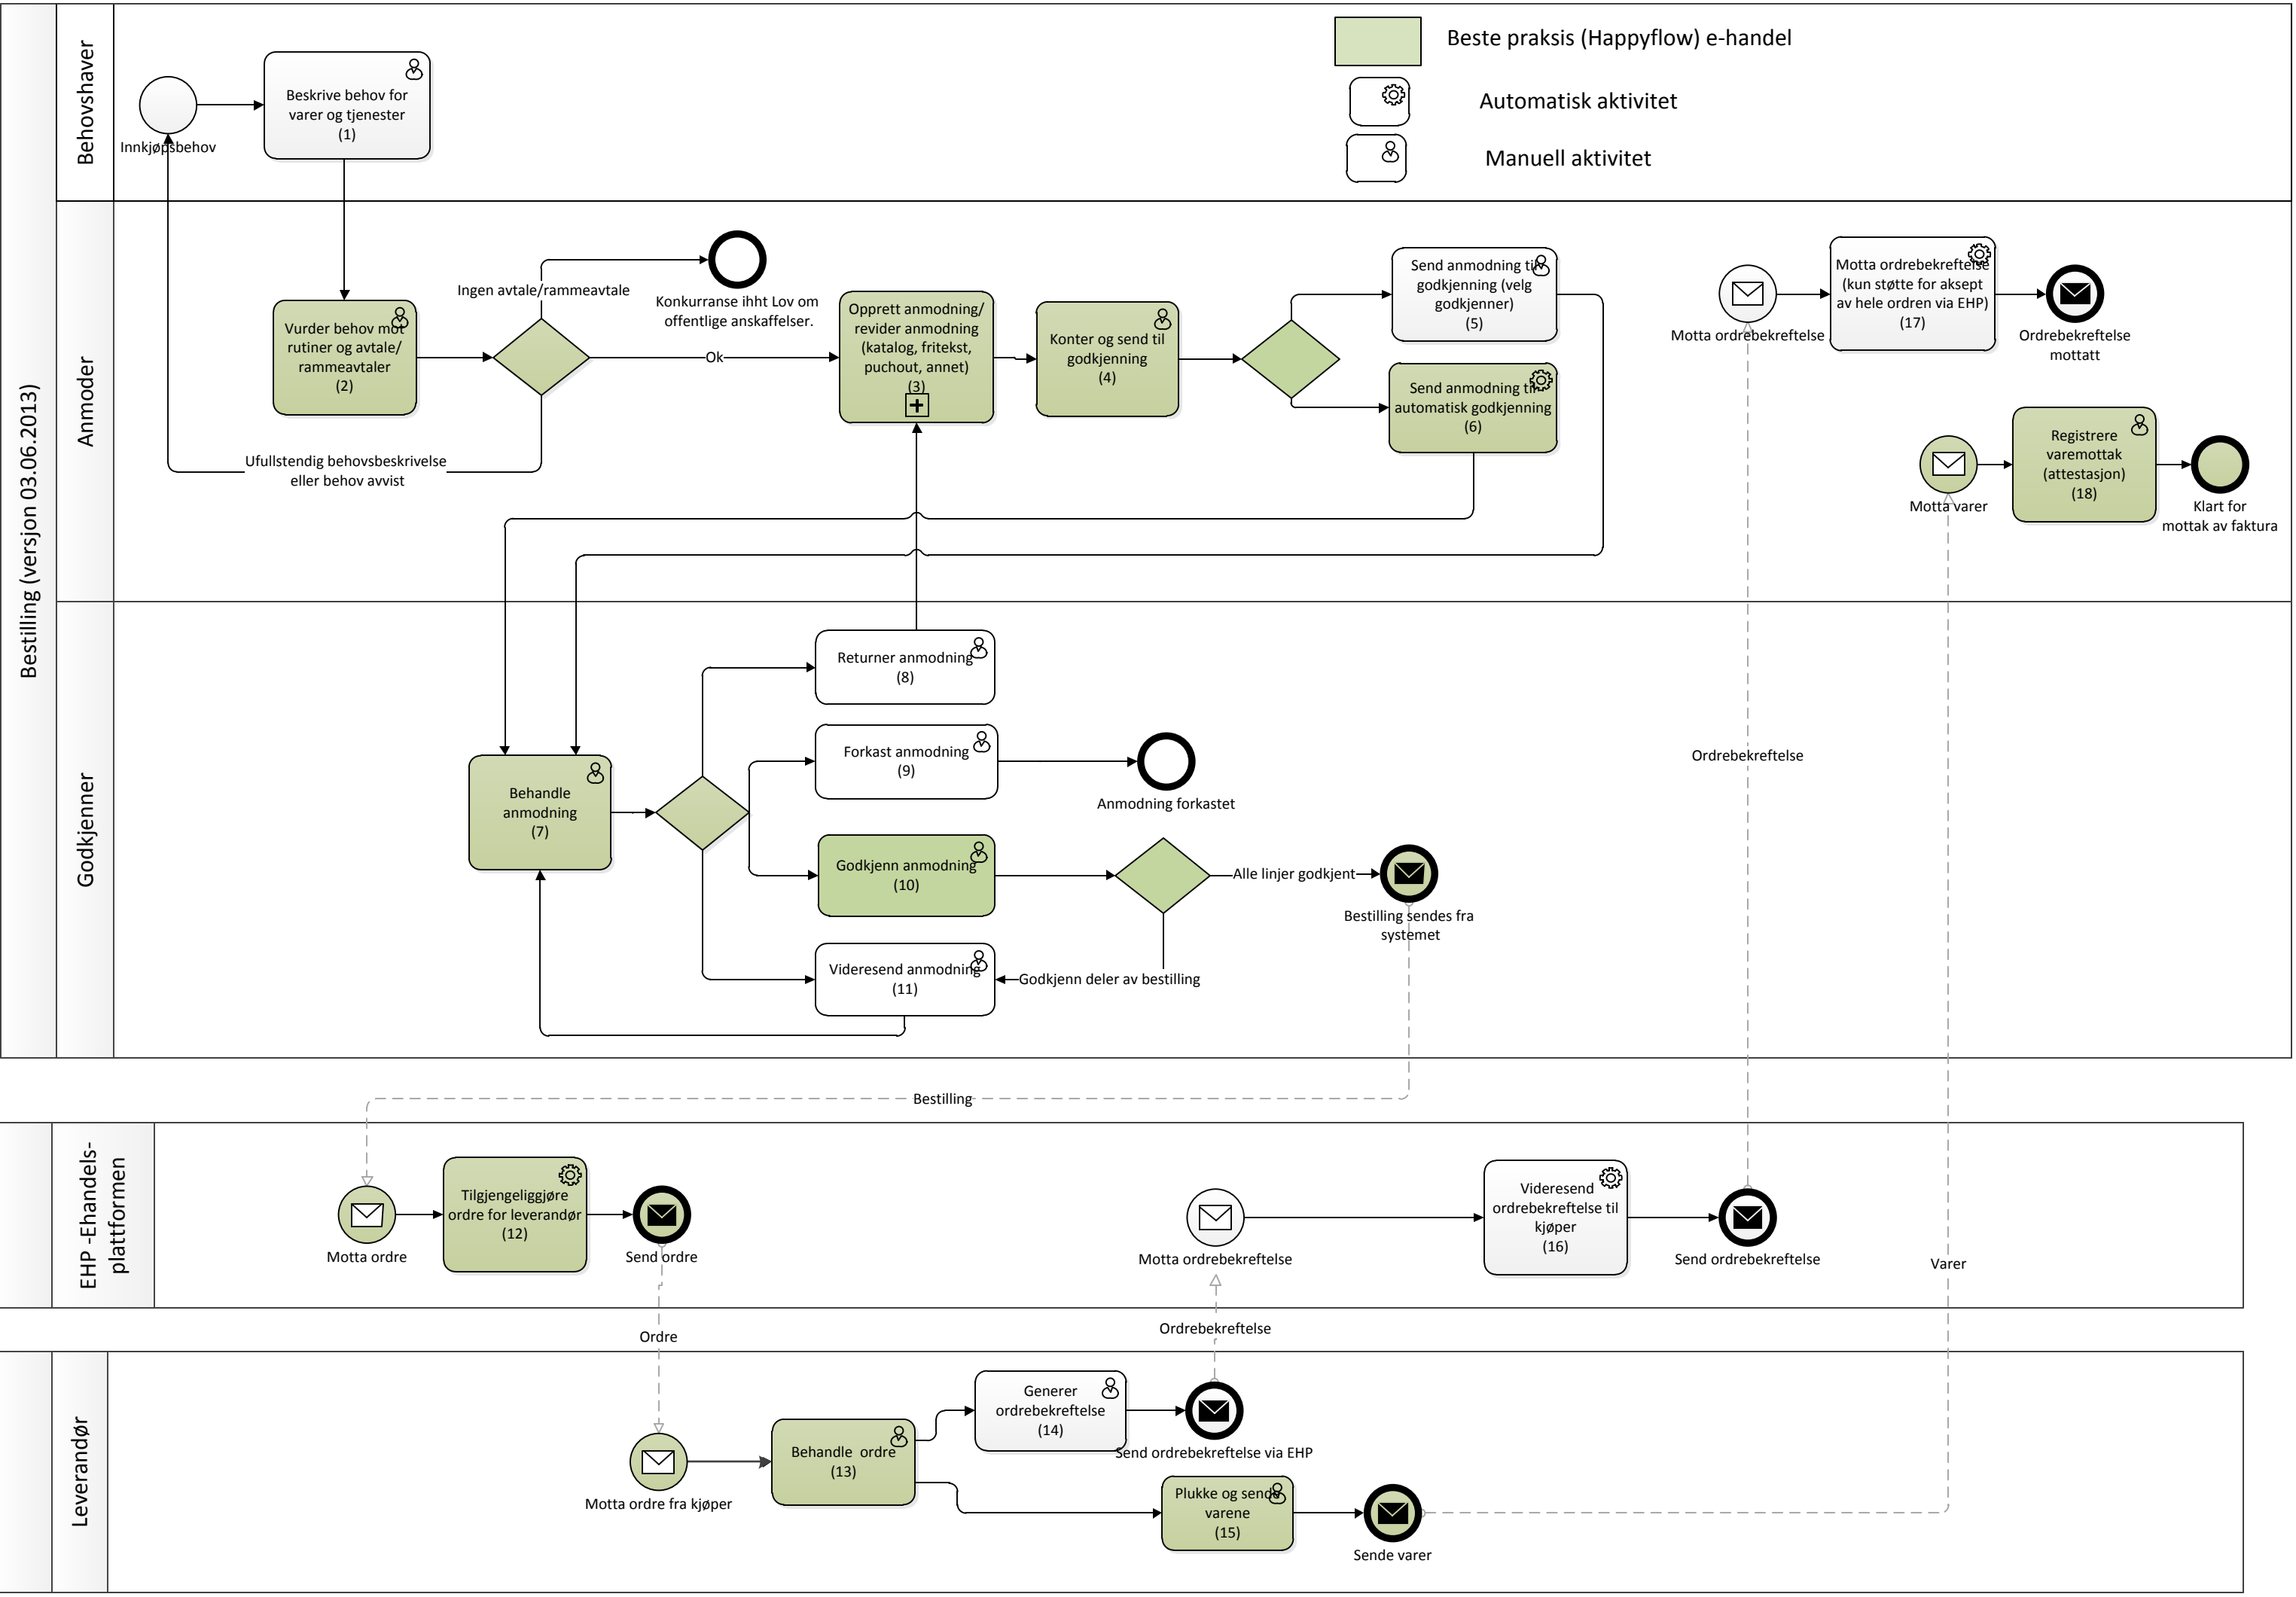 Bestilling (versjon 03.06.2013)
Behovshaver
Innkjøpsbehov
Beskrive behov for
varer og tjenester
(1)
Beste praksis (Happyflow) e-handel
Automatisk aktivitet
Manuell aktivitet
Anmoder
Vurder behov mot
rutiner og avtale/
rammeavtaler
(2)
Ingen avtale/rammeavtale
Konkurranse ihht Lov om
offentlige anskaffelser.
Ok
Ufullstendig behovsbeskrivelse
eller behov avvist
Opprett anmodning/
revider anmodning
(katalog, fritekst,
puchout, annet)
(3)
Konter og send til
godkjenning
(4)
Send anmodning til
godkjenning (velg
godkjenner)
(5)
Send anmodning til
automatisk godkjenning
(6)
Motta ordrebekreftelse
Motta ordrebekreftelse
(kun støtte for aksept
av hele ordren via EHP)
(17)
Ordrebekreftelse
mottatt
Motta varer
Registrere
varemottak
(attestasjon)
(18)
Klart for
mottak av faktura
Godkjenner
Behandle
anmodning
(7)
Returner anmodning
(8)
Forkast anmodning
(9)
Anmodning forkastet
Godkjenn anmodning
(10)
Alle linjer godkjent
Bestilling sendes fra
systemet
Videresend anmodning
(11)
Godkjenn deler av bestilling
Ordrebekreftelse
Bestilling
EHP -Ehandels-
plattformen
Motta ordre
Tilgjengeliggjøre
ordre for leverandør
(12)
Send ordre
Motta ordrebekreftelse
Videresend
ordrebekreftelse til
kjøper
(16)
Send ordrebekreftelse
Varer
Ordre
Ordrebekreftelse
Leverandør
Motta ordre fra kjøper
Behandle  ordre
(13)
Generer
ordrebekreftelse
(14)
Send ordrebekreftelse via EHP
Plukke og sende
varene
(15)
Sende varer